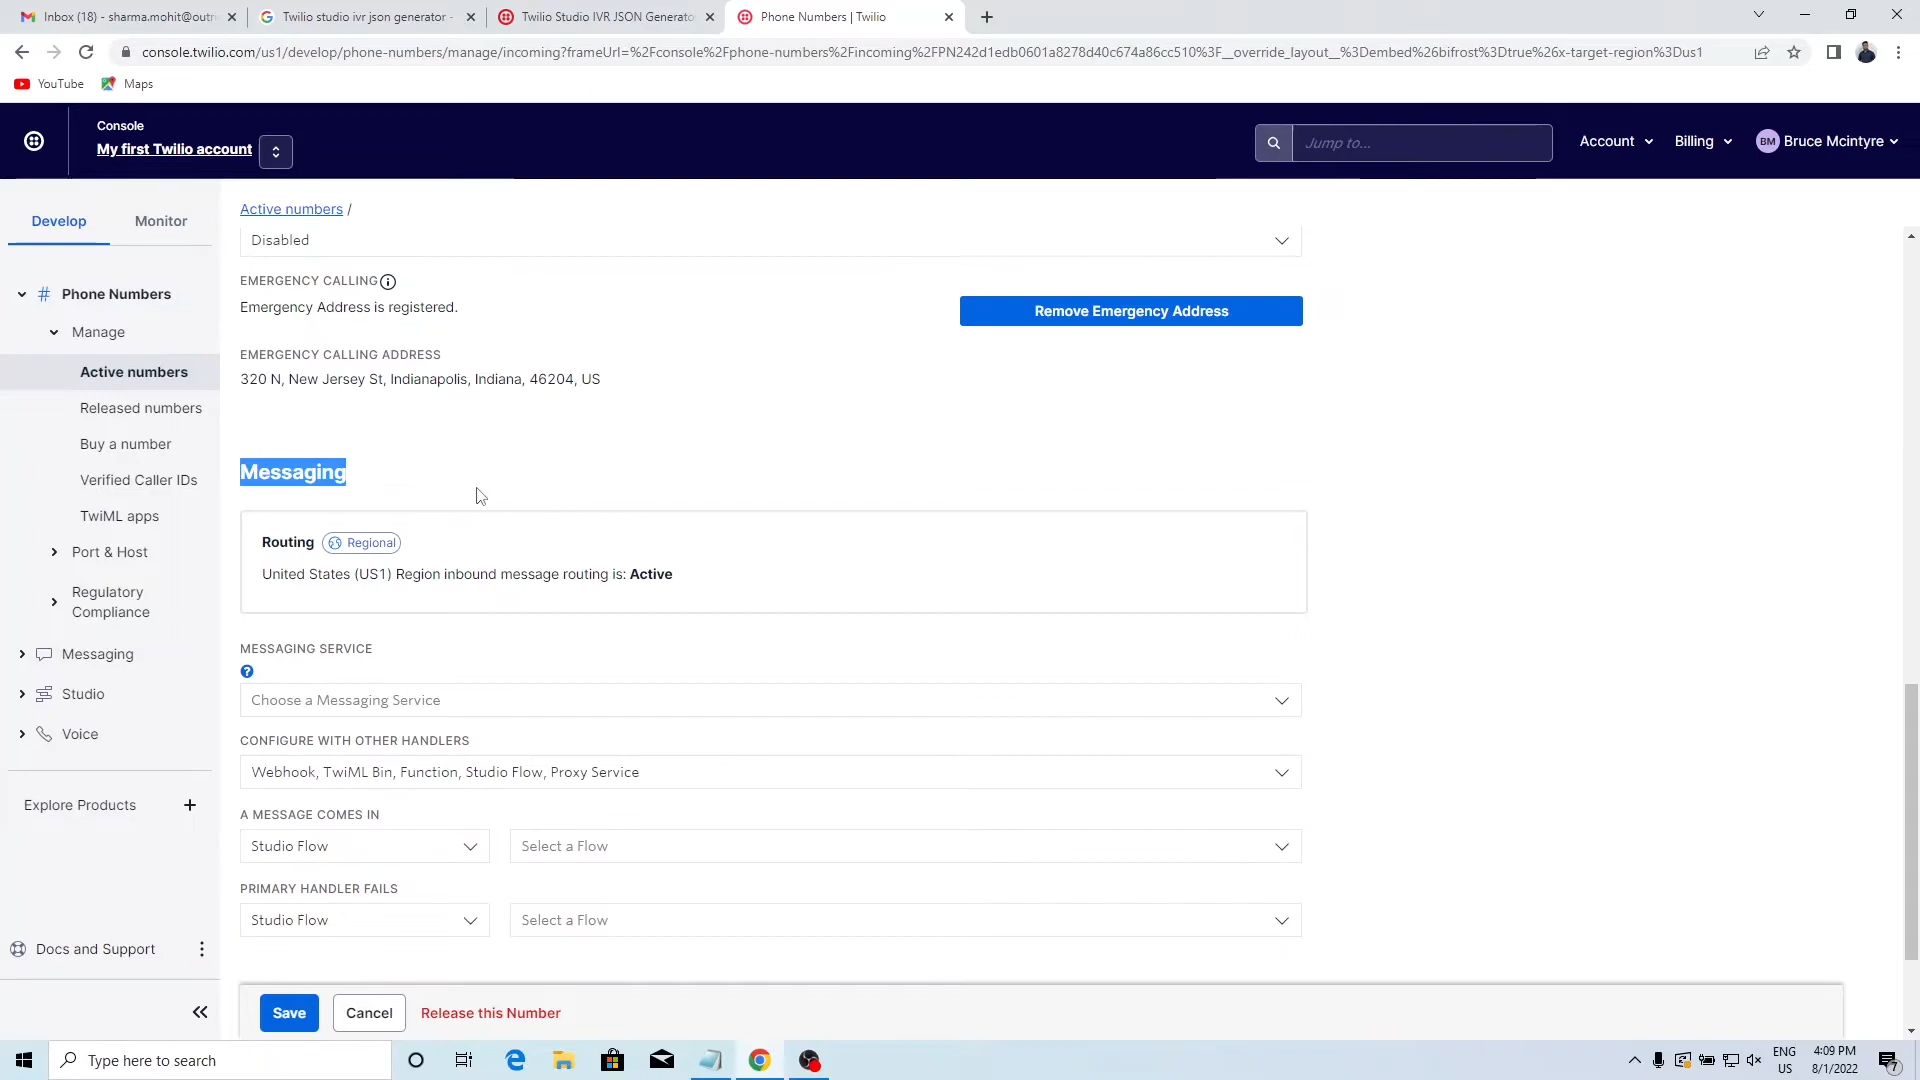 Inbox (18) - sharma.mohit@outri
Twilio studio ivr json generator -
Twilio Studio IVR JSON Generato
Phone Numbers | Twilio
console.twilio.com/us1/develop/phone-numbers/manage/incoming?frameUrl=%2Fconsole%2Fphone-numbers%2Fincoming%2FPN242d1edb0601a8278d40c674a86cc510%3F__override_layout__%3Dembed%26bifrost%3Dtrue%26x-target-region%3Dus1
YouTube
Maps
Console
My first Twilio account
Jump to...
Account
Billing
BM
Bruce Mcintyre
Develop
Monitor
Phone Numbers
Manage
Active numbers
Released numbers
Buy a number
Verified Caller IDs
TwiML apps
Port & Host
Regulatory
Compliance
Messaging
Studio
Voice
Explore Products
Docs and Support
Active numbers /
Disabled
EMERGENCY CALLING
Emergency Address is registered.
Remove Emergency Address
EMERGENCY CALLING ADDRESS
320 N, New Jersey St, Indianapolis, Indiana, 46204, US
Messaging
Routing Regional
United States (US1) Region inbound message routing is: Active
MESSAGING SERVICE
?
Choose a Messaging Service
CONFIGURE WITH OTHER HANDLERS
Webhook, TwiML Bin, Function, Studio Flow, Proxy Service
A MESSAGE COMES IN
Studio Flow
Select a Flow
PRIMARY HANDLER FAILS
Studio Flow
Select a Flow
Save
Cancel
Release this Number
Type here to search
ENG
US
4:09 PM
8/1/2022
7